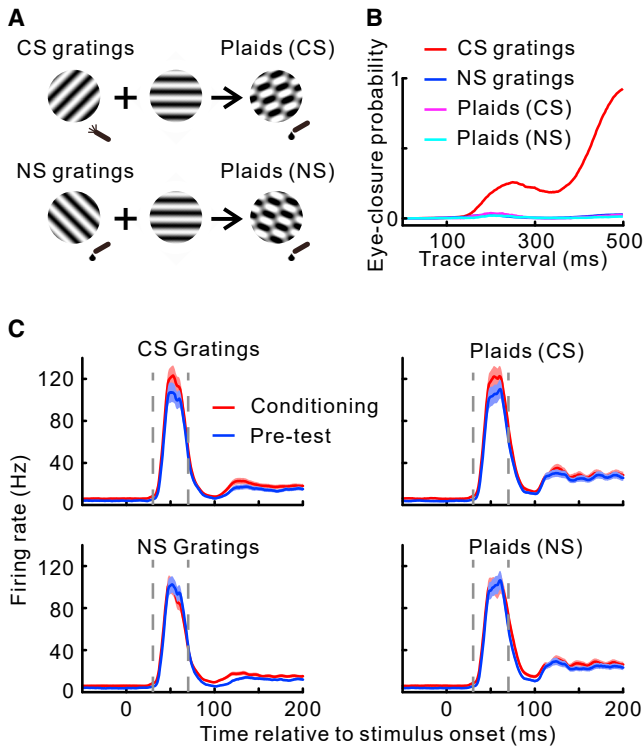 A
CS gratings
Plaids (CS)
NS gratings
Plaids (NS)
B
CS gratings
NS gratings
Plaids (CS)
Plaids (NS)
Eye-closure probability
1
0
0 300 500
Trace interval (ms)
C
CS Gratings
Plaids (CS)
Conditioning
Pre-test
120
80
40
0
NS Gratings
Plaids (NS)
120
80
40
0
Firing rate (Hz)
0 50 100 200
0 50 100 200
Time relative to stimulus onset (ms)